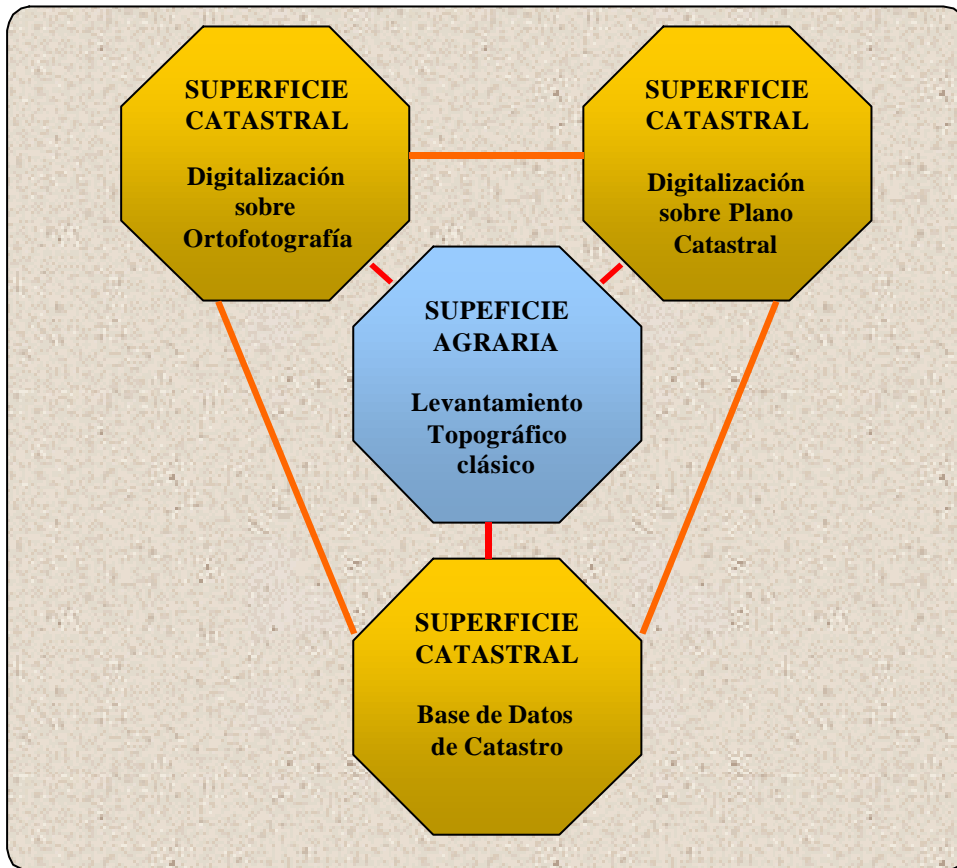 SUPERFICIE
CATASTRAL
Digitalización
sobre
Ortofotografía
SUPERFICIE
CATASTRAL
Digitalización
sobre Plano
Catastral
SUPEFICIE
AGRARIA
Levantamiento
Topográfico
clásico
SUPERFICIE
CATASTRAL
Base de Datos
de Catastro